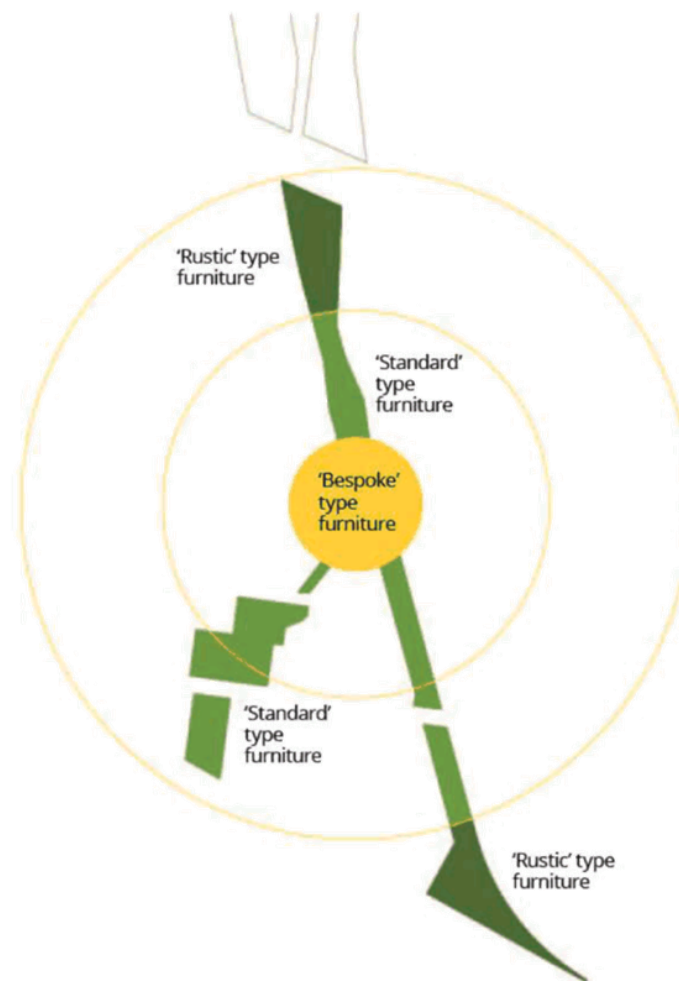 ‘Rustic’ type
furniture
‘Standard’
type
furniture
‘Bespoke’
type
furniture
‘Standard’
type
furniture
‘Rustic’ type
furniture